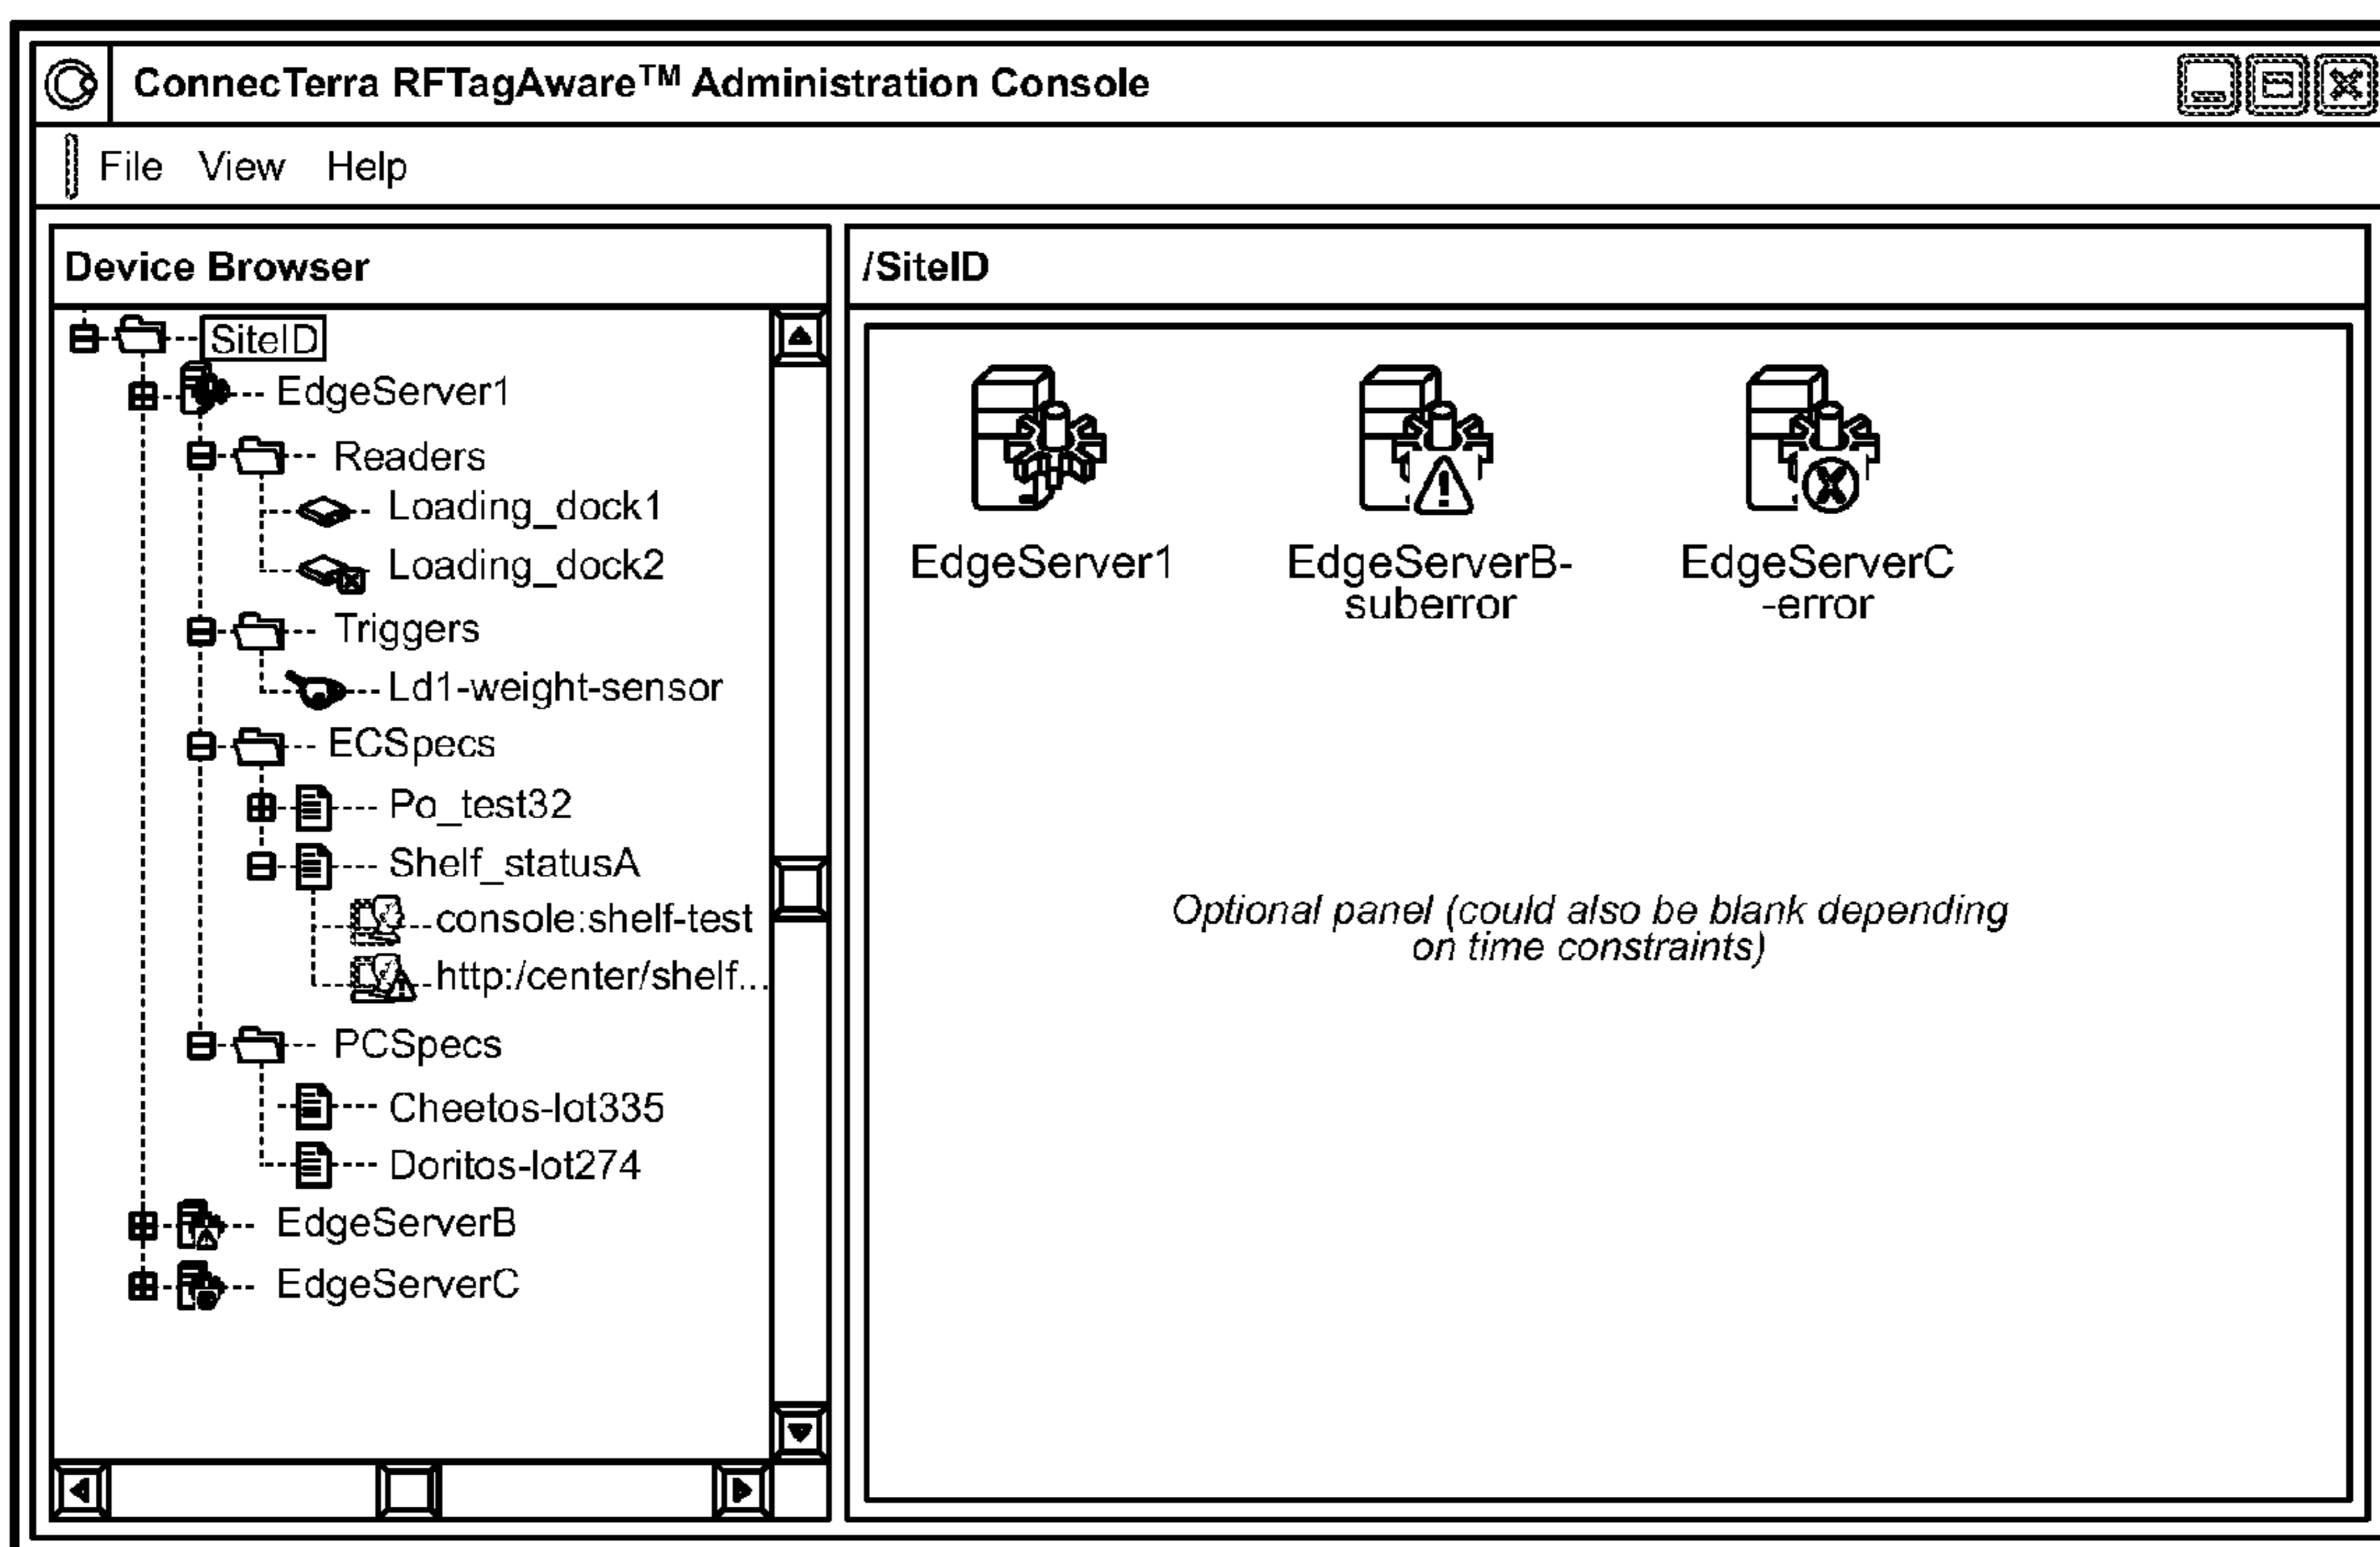 ConnecTerra RFTagAware™ Administration Console
File View Help
Device Browser
SiteID
EdgeServer1
Readers
Loading_dock1
Loading_dock2
Triggers
Ld1-weight-sensor
ECSpecs
Po_test32
Shelf_statusA
console:shelf-test
http:/center/shelf...
PCSpecs
Cheetos-lot335
Doritos-lot274
EdgeServerB
EdgeServerC
/SiteID
EdgeServer1
EdgeServerB-
suberror
EdgeServerC
-error
Optional panel (could also be blank depending
on time constraints)